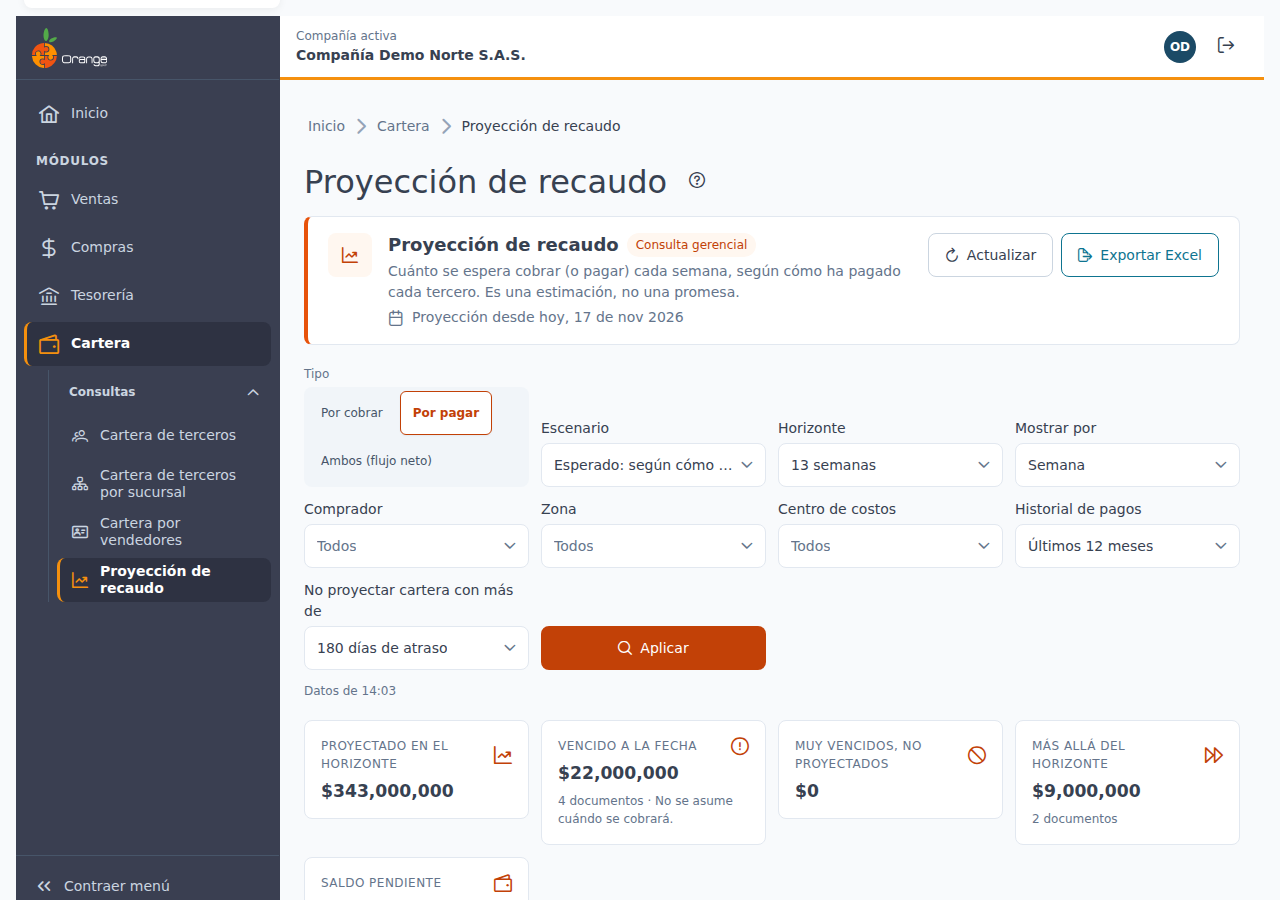 Orange
Compañía activa
Compañía Demo Norte S.A.S.
OD
Inicio
MÓDULOS
Ventas
Compras
Tesorería
Cartera
Consultas
Cartera de terceros
Cartera de terceros
por sucursal
Cartera por
vendedores
Proyección de
recaudo
Contraer menú
Inicio
Cartera
Proyección de recaudo
Proyección de recaudo
Proyección de recaudo
Consulta gerencial
Cuánto se espera cobrar (o pagar) cada semana, según cómo ha pagado
cada tercero. Es una estimación, no una promesa.
Proyección desde hoy, 17 de nov 2026
Actualizar
Exportar Excel
Tipo
Por cobrar
Por pagar
Ambos (flujo neto)
Escenario
Esperado: según cómo ...
Horizonte
13 semanas
Mostrar por
Semana
Comprador
Todos
Zona
Todos
Centro de costos
Todos
Historial de pagos
Últimos 12 meses
No proyectar cartera con más
de
180 días de atraso
Aplicar
Datos de 14:03
PROYECTADO EN EL
HORIZONTE
$343,000,000
VENCIDO A LA FECHA
$22,000,000
4 documentos · No se asume
cuándo se cobrará.
MUY VENCIDOS, NO
PROYECTADOS
$0
MÁS ALLÁ DEL
HORIZONTE
$9,000,000
2 documentos
SALDO PENDIENTE